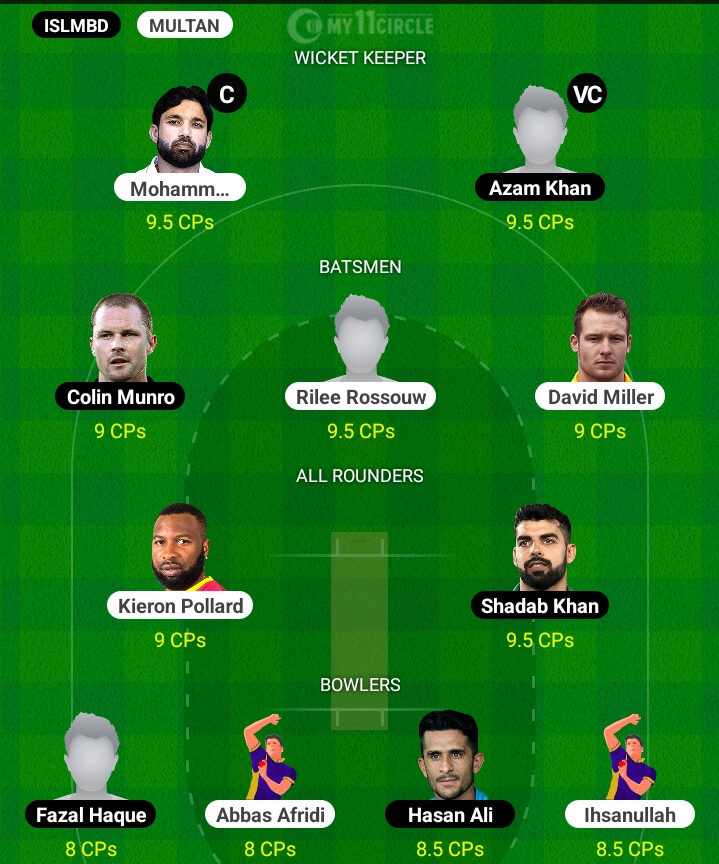 ISLMBD MULTAN MY11CIRCLE
WICKET KEEPER
C VC
Mohamm... Azam Khan
9.5 CPs 9.5 CPs
BATSMEN
Colin Munro Rilee Rossouw David Miller
9 CPs 9.5 CPs 9 CPs
ALL ROUNDERS
Kieron Pollard Shadab Khan
9 CPs 9.5 CPs
BOWLERS
Fazal Haque Abbas Afridi Hasan Ali Ihsanullah
8 CPs 8 CPs 8.5 CPs 8.5 CPs